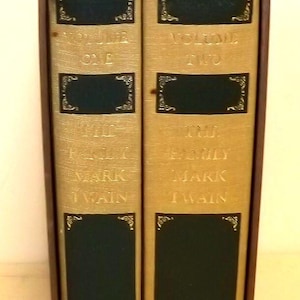 VOLUME
ONE
THE
FAMILY
MARK
TWAIN
VOLUME
TWO
THE
FAMILY
MARK
TWAIN